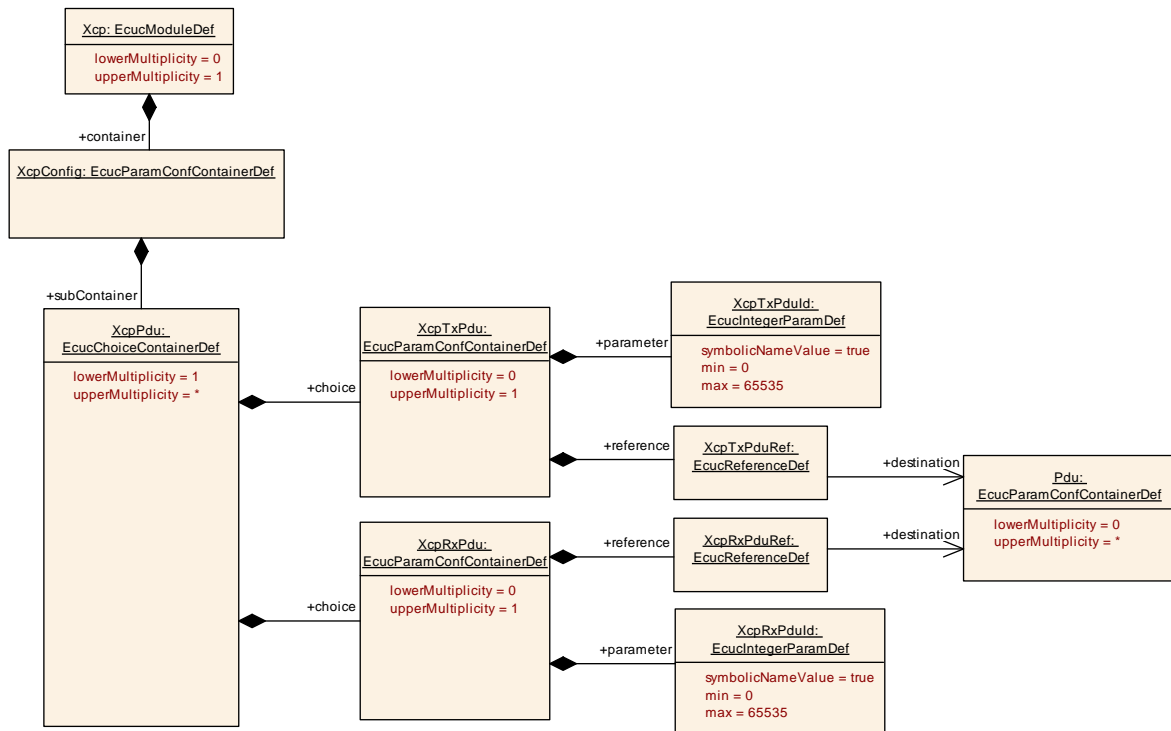 Xcp: EcucModuleDef
lowerMultiplicity = 0
upperMultiplicity = 1
+container
XcpConfig: EcucParamConfContainerDef
+subContainer
XcpPdu:
EcucChoiceContainerDef
lowerMultiplicity = 1
upperMultiplicity = *
+choice
XcpTxPdu:
EcucParamConfContainerDef
lowerMultiplicity = 0
upperMultiplicity = 1
+parameter
XcpTxPduId:
EcucIntegerParamDef
symbolicNameValue = true
min = 0
max = 65535
+reference
XcpTxPduRef:
EcucReferenceDef
+destination
Pdu:
EcucParamConfContainerDef
lowerMultiplicity = 0
upperMultiplicity = *
+choice
XcpRxPdu:
EcucParamConfContainerDef
lowerMultiplicity = 0
upperMultiplicity = 1
+reference
XcpRxPduRef:
EcucReferenceDef
+destination
+parameter
XcpRxPduId:
EcucIntegerParamDef
symbolicNameValue = true
min = 0
max = 65535